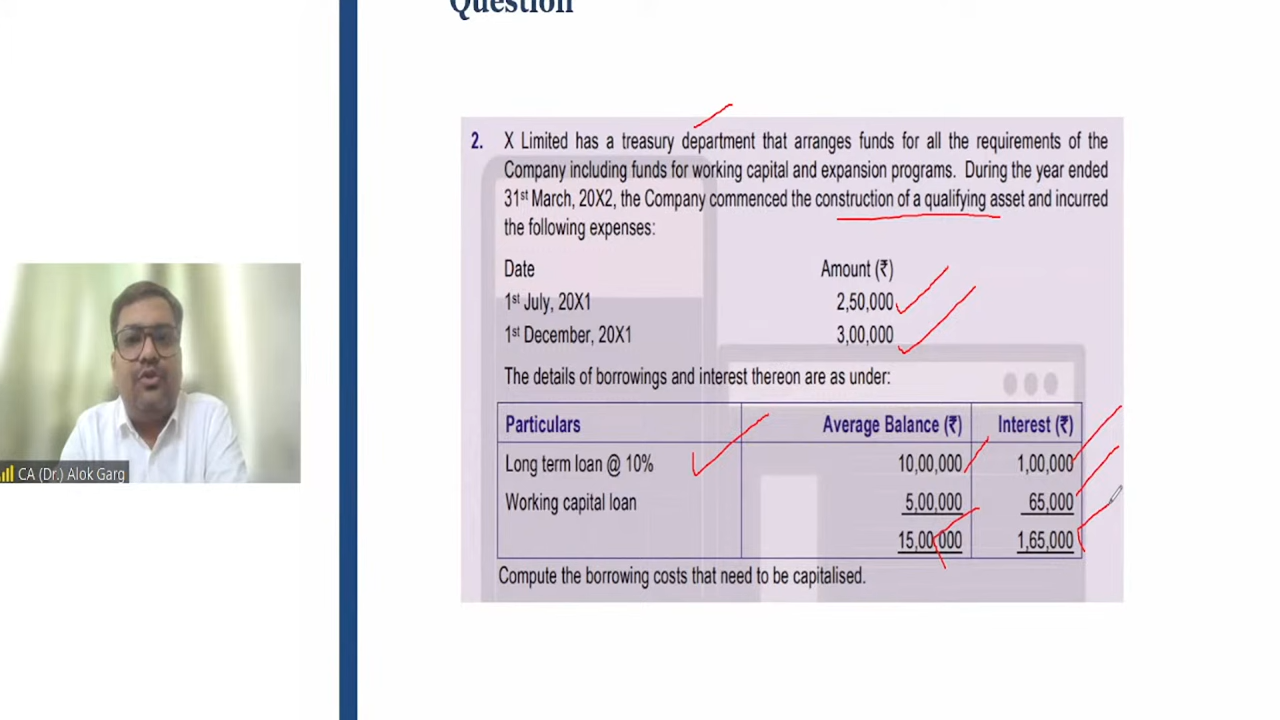 Question
2. X Limited has a treasury department that arranges funds for all the requirements of the
Company including funds for working capital and expansion programs. During the year ended
31st March, 20X2, the Company commenced the construction of a qualifying asset and incurred
the following expenses:
Date Amount (₹)
1st July, 20X1 2,50,000
1st December, 20X1 3,00,000
The details of borrowings and interest thereon are as under:
Particulars Average Balance (₹) Interest (₹)
Long term loan @ 10% 10,00,000 1,00,000
Working capital loan 5,00,000 65,000
15,00,000 1,65,000
Compute the borrowing costs that need to be capitalised.
CA (Dr.) Alok Garg